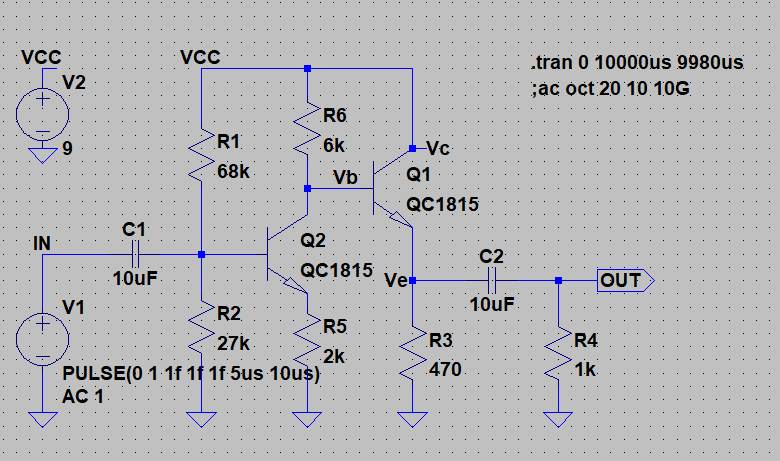 VCC
V2
9
VCC
.tran 0 10000us 9980us
;ac oct 20 10 10G
R1
68k
R6
6k
Vc
Vb
Q1
QC1815
IN
C1
10uF
Q2
QC1815
Ve
C2
10uF
OUT
V1
PULSE(0 1 1f 1f 1f 5us 10us)
AC 1
R2
27k
R5
2k
R3
470
R4
1k